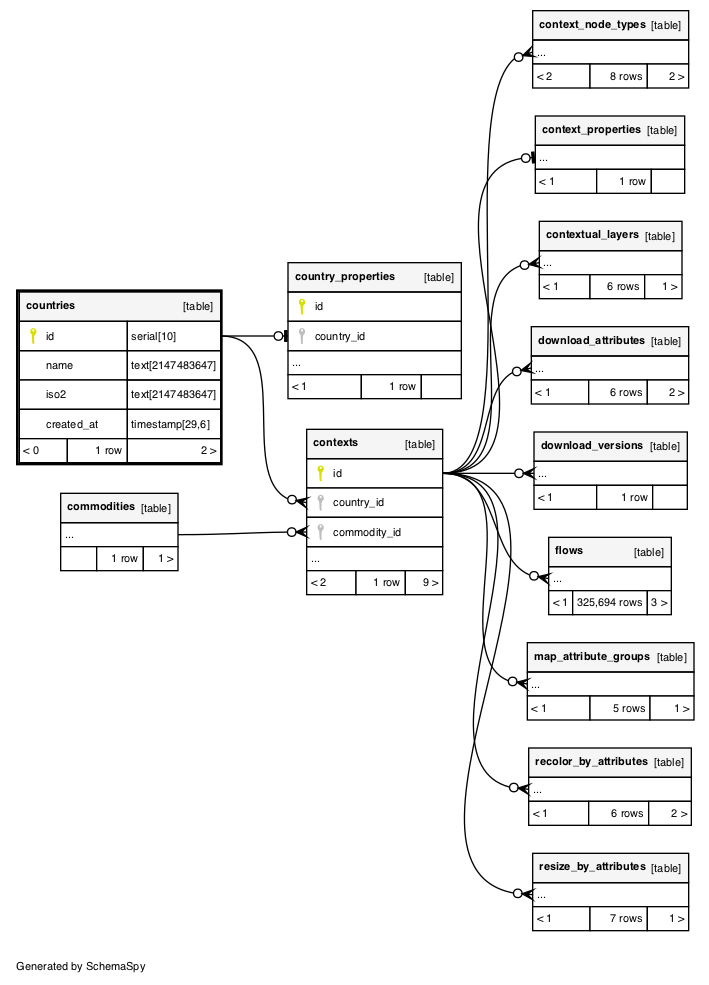 context_node_types [table]
...
< 2 8 rows 2 >
context_properties [table]
...
< 1 1 row
contextual_layers [table]
...
< 1 6 rows 1 >
country_properties [table]
id
country_id
...
< 1 1 row
countries [table]
id serial[10]
name text[2147483647]
iso2 text[2147483647]
created_at timestamp[29,6]
< 0 1 row 2 >
download_attributes [table]
...
< 1 6 rows 2 >
contexts [table]
id
country_id
commodity_id
...
< 2 1 row 9 >
download_versions [table]
...
< 1 1 row
commodities [table]
...
1 row 1 >
flows [table]
...
< 1 325,694 rows 3 >
map_attribute_groups [table]
...
< 1 5 rows 1 >
recolor_by_attributes [table]
...
< 1 6 rows 2 >
resize_by_attributes [table]
...
< 1 7 rows 1 >
Generated by SchemaSpy